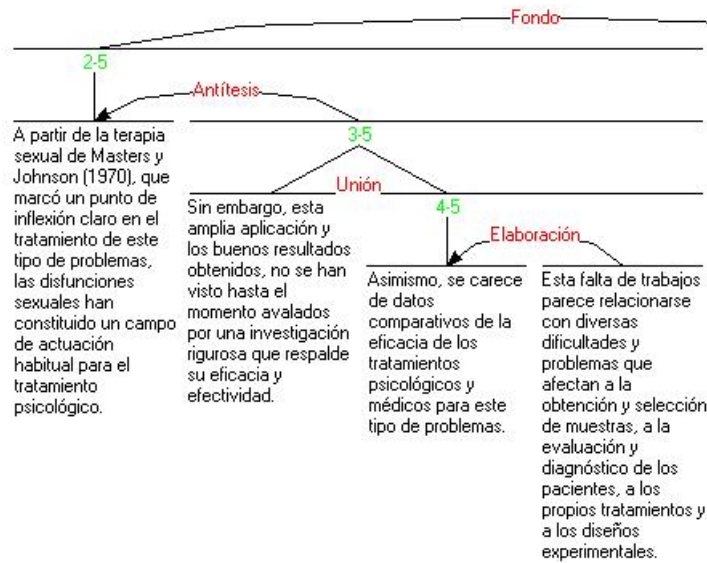 Fondo
2-5
Antítesis
3-5
A partir de la terapia
sexual de Masters y
Johnson (1970), que
marcó un punto de
inflexión claro en el
tratamiento de este
tipo de problemas,
las disfunciones
sexuales han
constituido un campo
de actuación
habitual para el
tratamiento
psicológico.
Unión
4-5
Sin embargo, esta
amplia aplicación y
los buenos resultados
obtenidos, no se han
visto hasta el
momento avalados
por una investigación
rigurosa que respalde
su eficacia y
efectividad.
Elaboración
Asimismo, se carece
de datos
comparativos de la
eficacia de los
tratamientos
psicológicos y
médicos para este
tipo de problemas.
Esta falta de trabajos
parece relacionarse
con diversas
dificultades y
problemas que
afectan a la
obtención y selección
de muestras, a la
evaluación y
diagnóstico de los
pacientes, a los
propios tratamientos y
a los diseños
experimentales.